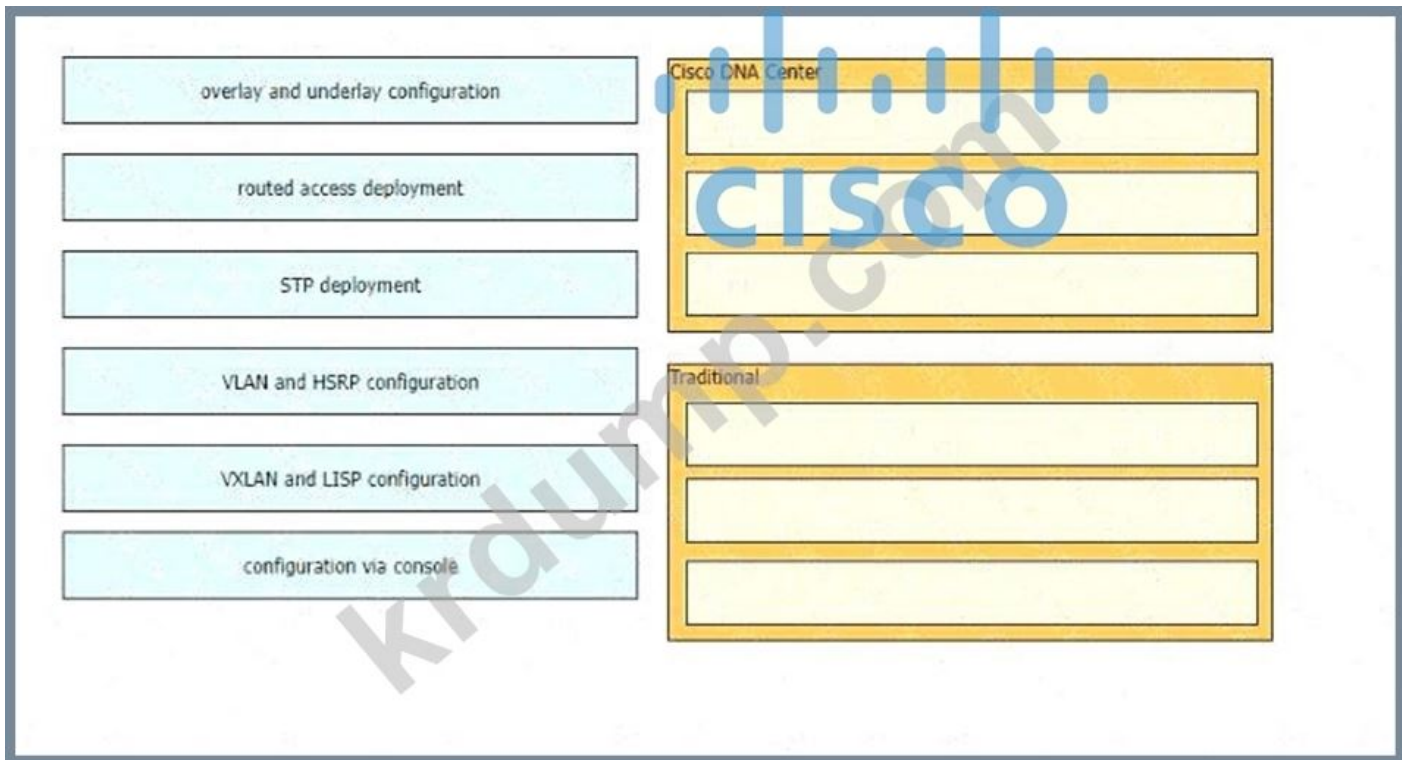 overlay and underlay configuration
routed access deployment
STP deployment
VLAN and HSRP configuration
VXLAN and LISP configuration
configuration via console
Cisco DNA Center
CISCO
Traditional
krdump.com